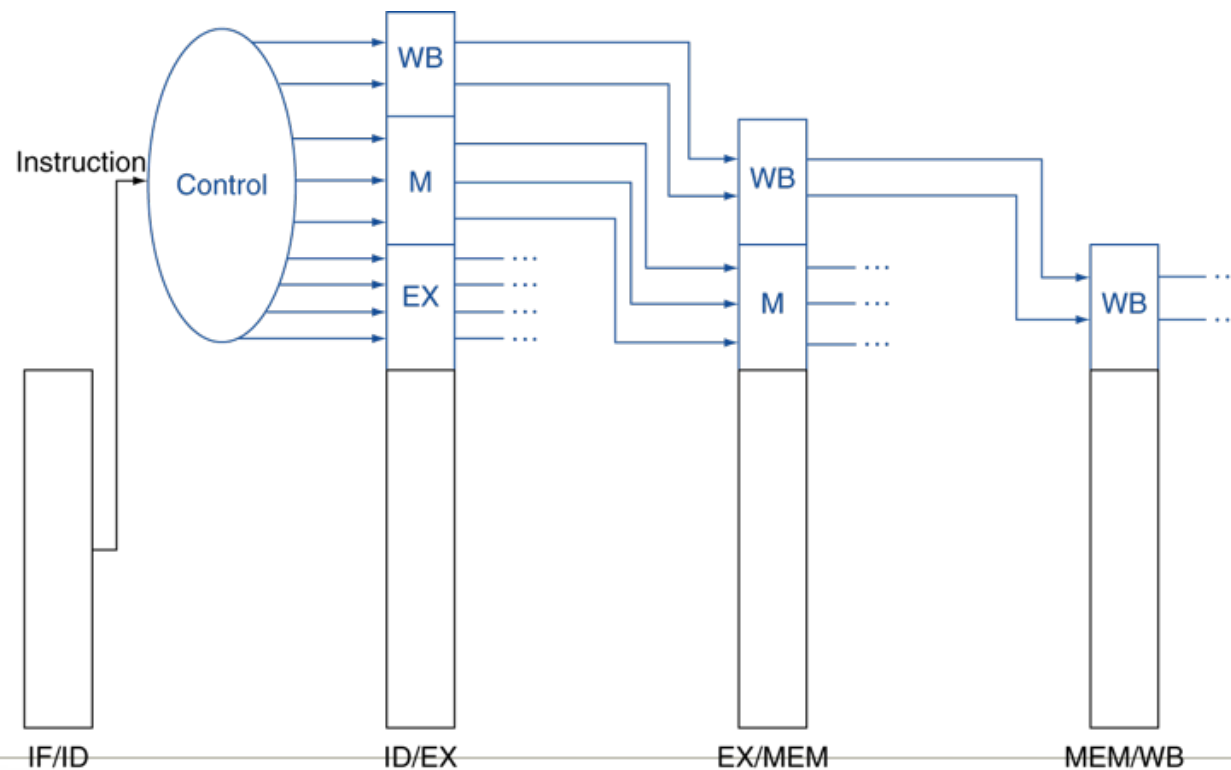 WB
Instruction
Control
M
WB
EX
...
...
...
...
...
M
...
...
WB
...
...
IF/ID
ID/EX
EX/MEM
MEM/WB